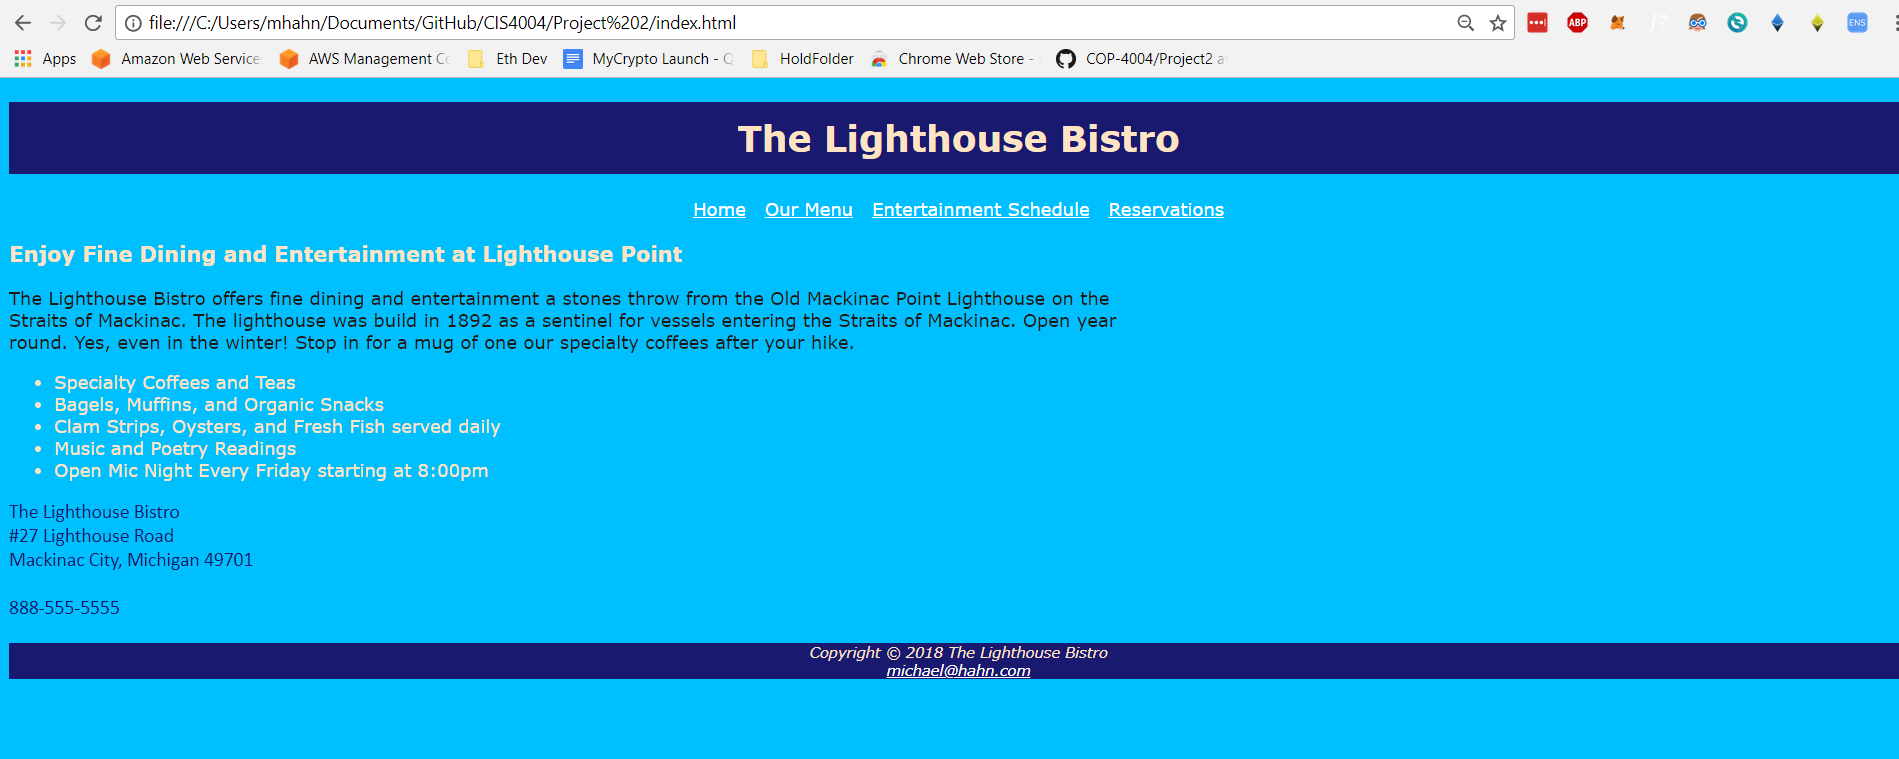 file:///C:/Users/mhahn/Documents/GitHub/CIS4004/Project%202/index.html
ABP
f?
ENS
Apps Amazon Web Service AWS Management Co Eth Dev MyCrypto Launch - HoldFolder Chrome Web Store - COP-4004/Project2 a
The Lighthouse Bistro
Home Our Menu Entertainment Schedule Reservations
Enjoy Fine Dining and Entertainment at Lighthouse Point
The Lighthouse Bistro offers fine dining and entertainment a stones throw from the Old Mackinac Point Lighthouse on the
Straits of Mackinac. The lighthouse was build in 1892 as a sentinel for vessels entering the Straits of Mackinac. Open year
round. Yes, even in the winter! Stop in for a mug of one our specialty coffees after your hike.
• Specialty Coffees and Teas
• Bagels, Muffins, and Organic Snacks
• Clam Strips, Oysters, and Fresh Fish served daily
• Music and Poetry Readings
• Open Mic Night Every Friday starting at 8:00pm
The Lighthouse Bistro
#27 Lighthouse Road
Mackinac City, Michigan 49701
888-555-5555
Copyright © 2018 The Lighthouse Bistro
michael@hahn.com